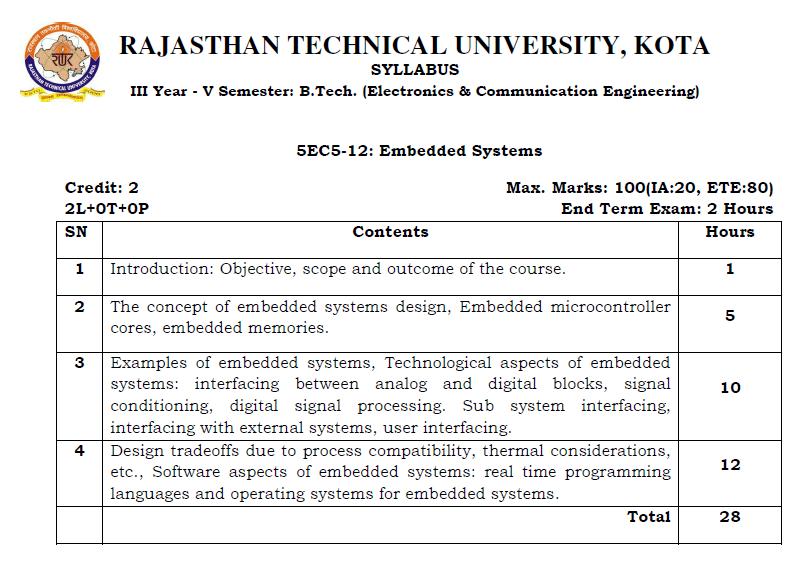 RAJASTHAN TECHNICAL UNIVERSITY, KOTA
SYLLABUS
III Year - V Semester: B.Tech. (Electronics & Communication Engineering)
5EC5-12: Embedded Systems
Credit: 2 Max. Marks: 100(IA:20, ETE:80)
2L+0T+0P End Term Exam: 2 Hours
SN Contents Hours
1 Introduction: Objective, scope and outcome of the course. 1
2 The concept of embedded systems design, Embedded microcontroller
cores, embedded memories. 5
3 Examples of embedded systems, Technological aspects of embedded
systems: interfacing between analog and digital blocks, signal
conditioning, digital signal processing. Sub system interfacing, 10
interfacing with external systems, user interfacing.
4 Design tradeoffs due to process compatibility, thermal considerations,
etc., Software aspects of embedded systems: real time programming 12
languages and operating systems for embedded systems.
Total 28